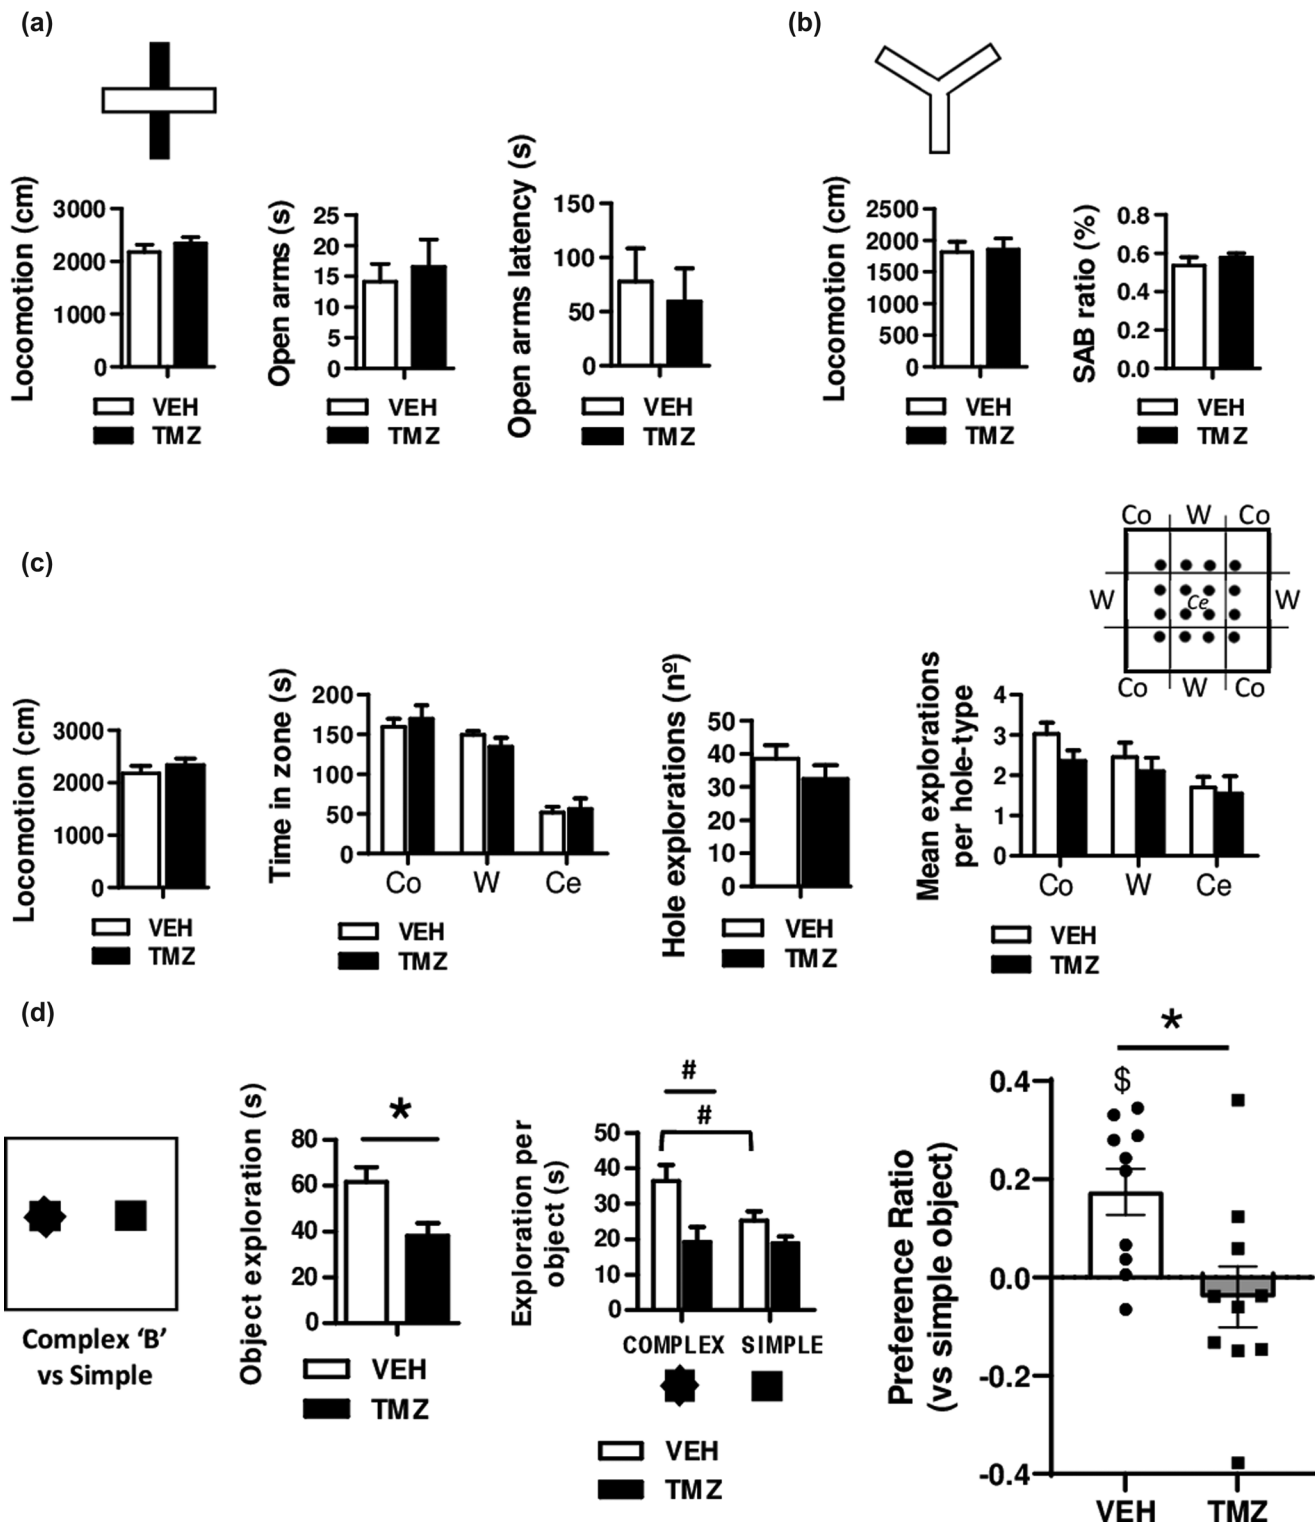 (a)
(b)
Locomotion (cm)
3000
2000
1000
0
VEH
TMZ
Open arms (s)
25
20
15
10
5
0
VEH
TMZ
Open arms latency (s)
150
100
50
0
VEH
TMZ
Locomotion (cm)
2500
2000
1500
1000
500
0
VEH
TMZ
SAB ratio (%)
0.8
0.6
0.4
0.2
0.0
VEH
TMZ
(c)
Co W Co
W Ce W
Co W Co
Locomotion (cm)
3000
2000
1000
0
VEH
TMZ
Time in zone (s)
200
150
100
50
0
Co W Ce
VEH
TMZ
Hole explorations (nº)
50
40
30
20
10
0
VEH
TMZ
Mean explorations
per hole-type
4
3
2
1
0
Co W Ce
VEH
TMZ
(d)
Complex ‘B’
vs Simple
Object exploration (s)
80
60
40
20
0
*
VEH
TMZ
Exploration per
object (s)
50
40
30
20
10
0
#
#
COMPLEX SIMPLE
VEH
TMZ
Preference Ratio
(vs simple object)
0.4
0.2
0.0
-0.2
-0.4
*
$
VEH TMZ